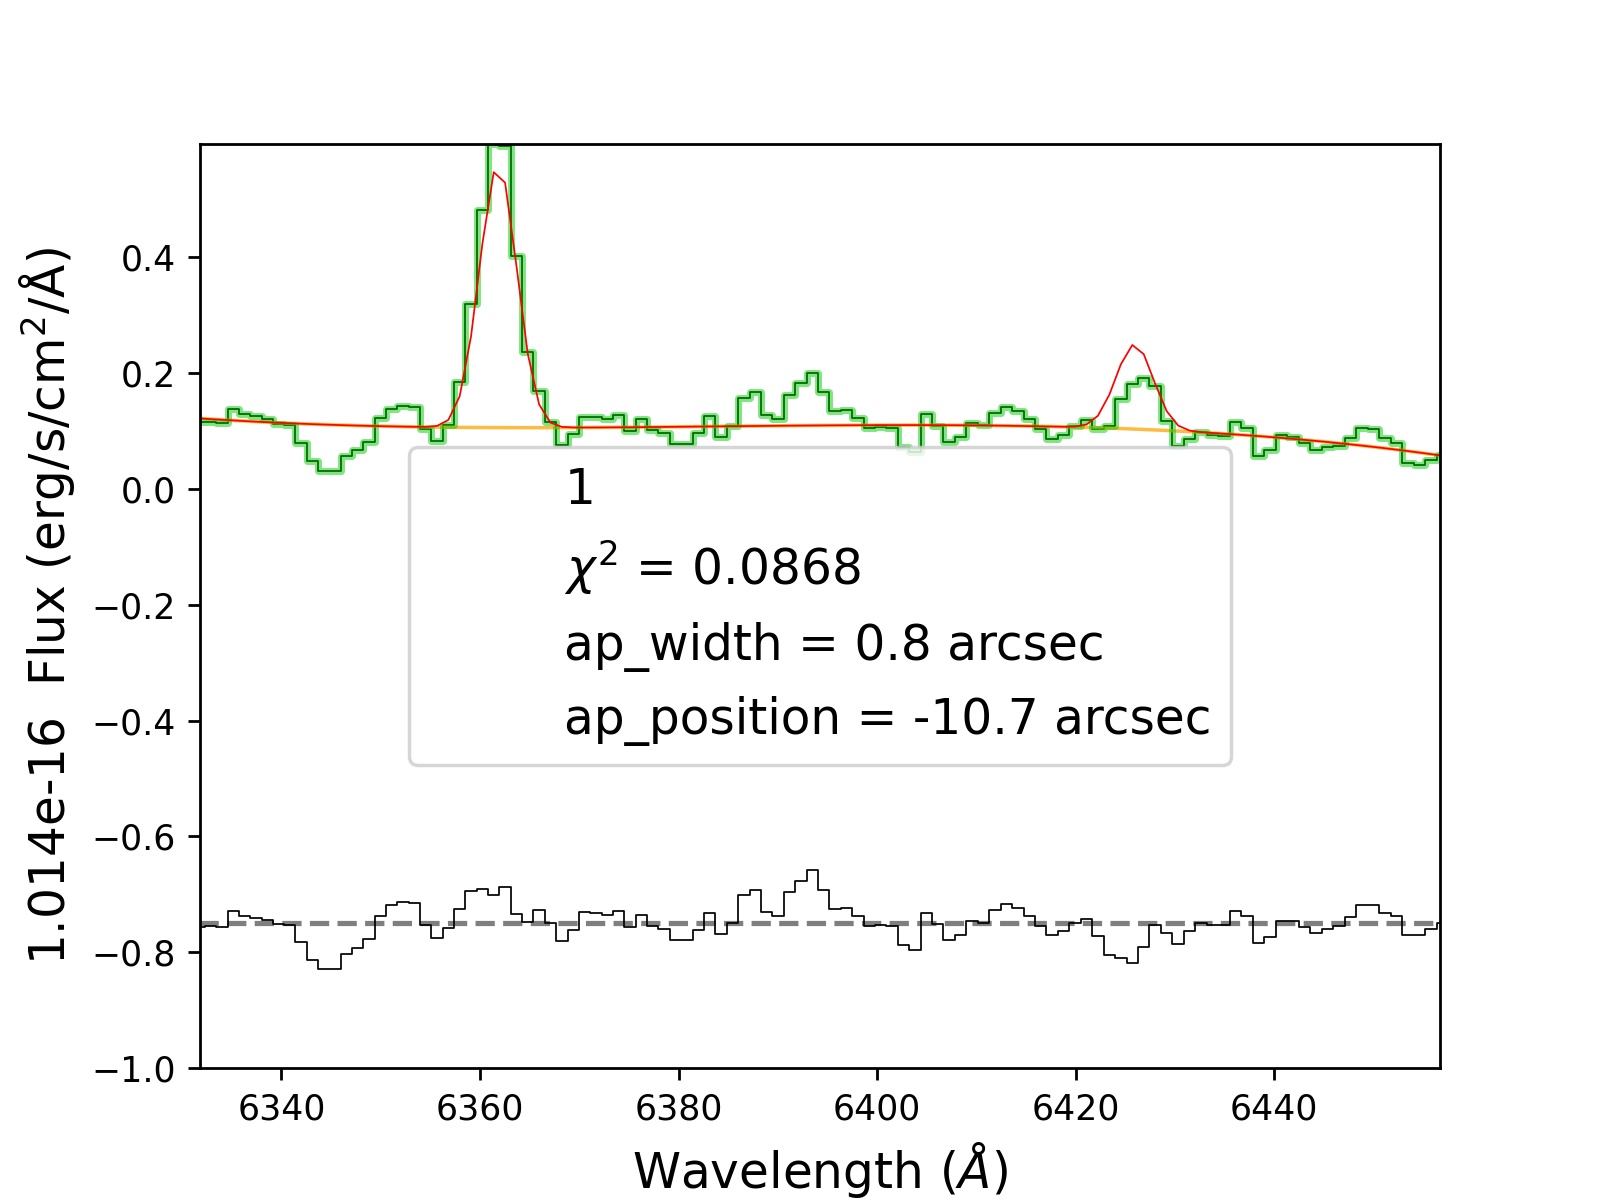 1.014e-16 Flux (erg/s/cm²/Å)
0.4
0.2
0.0
−0.2
−0.4
−0.6
−0.8
−1.0
1
χ² = 0.0868
ap_width = 0.8 arcsec
ap_position = -10.7 arcsec
6340 6360 6380 6400 6420 6440
Wavelength (Å)